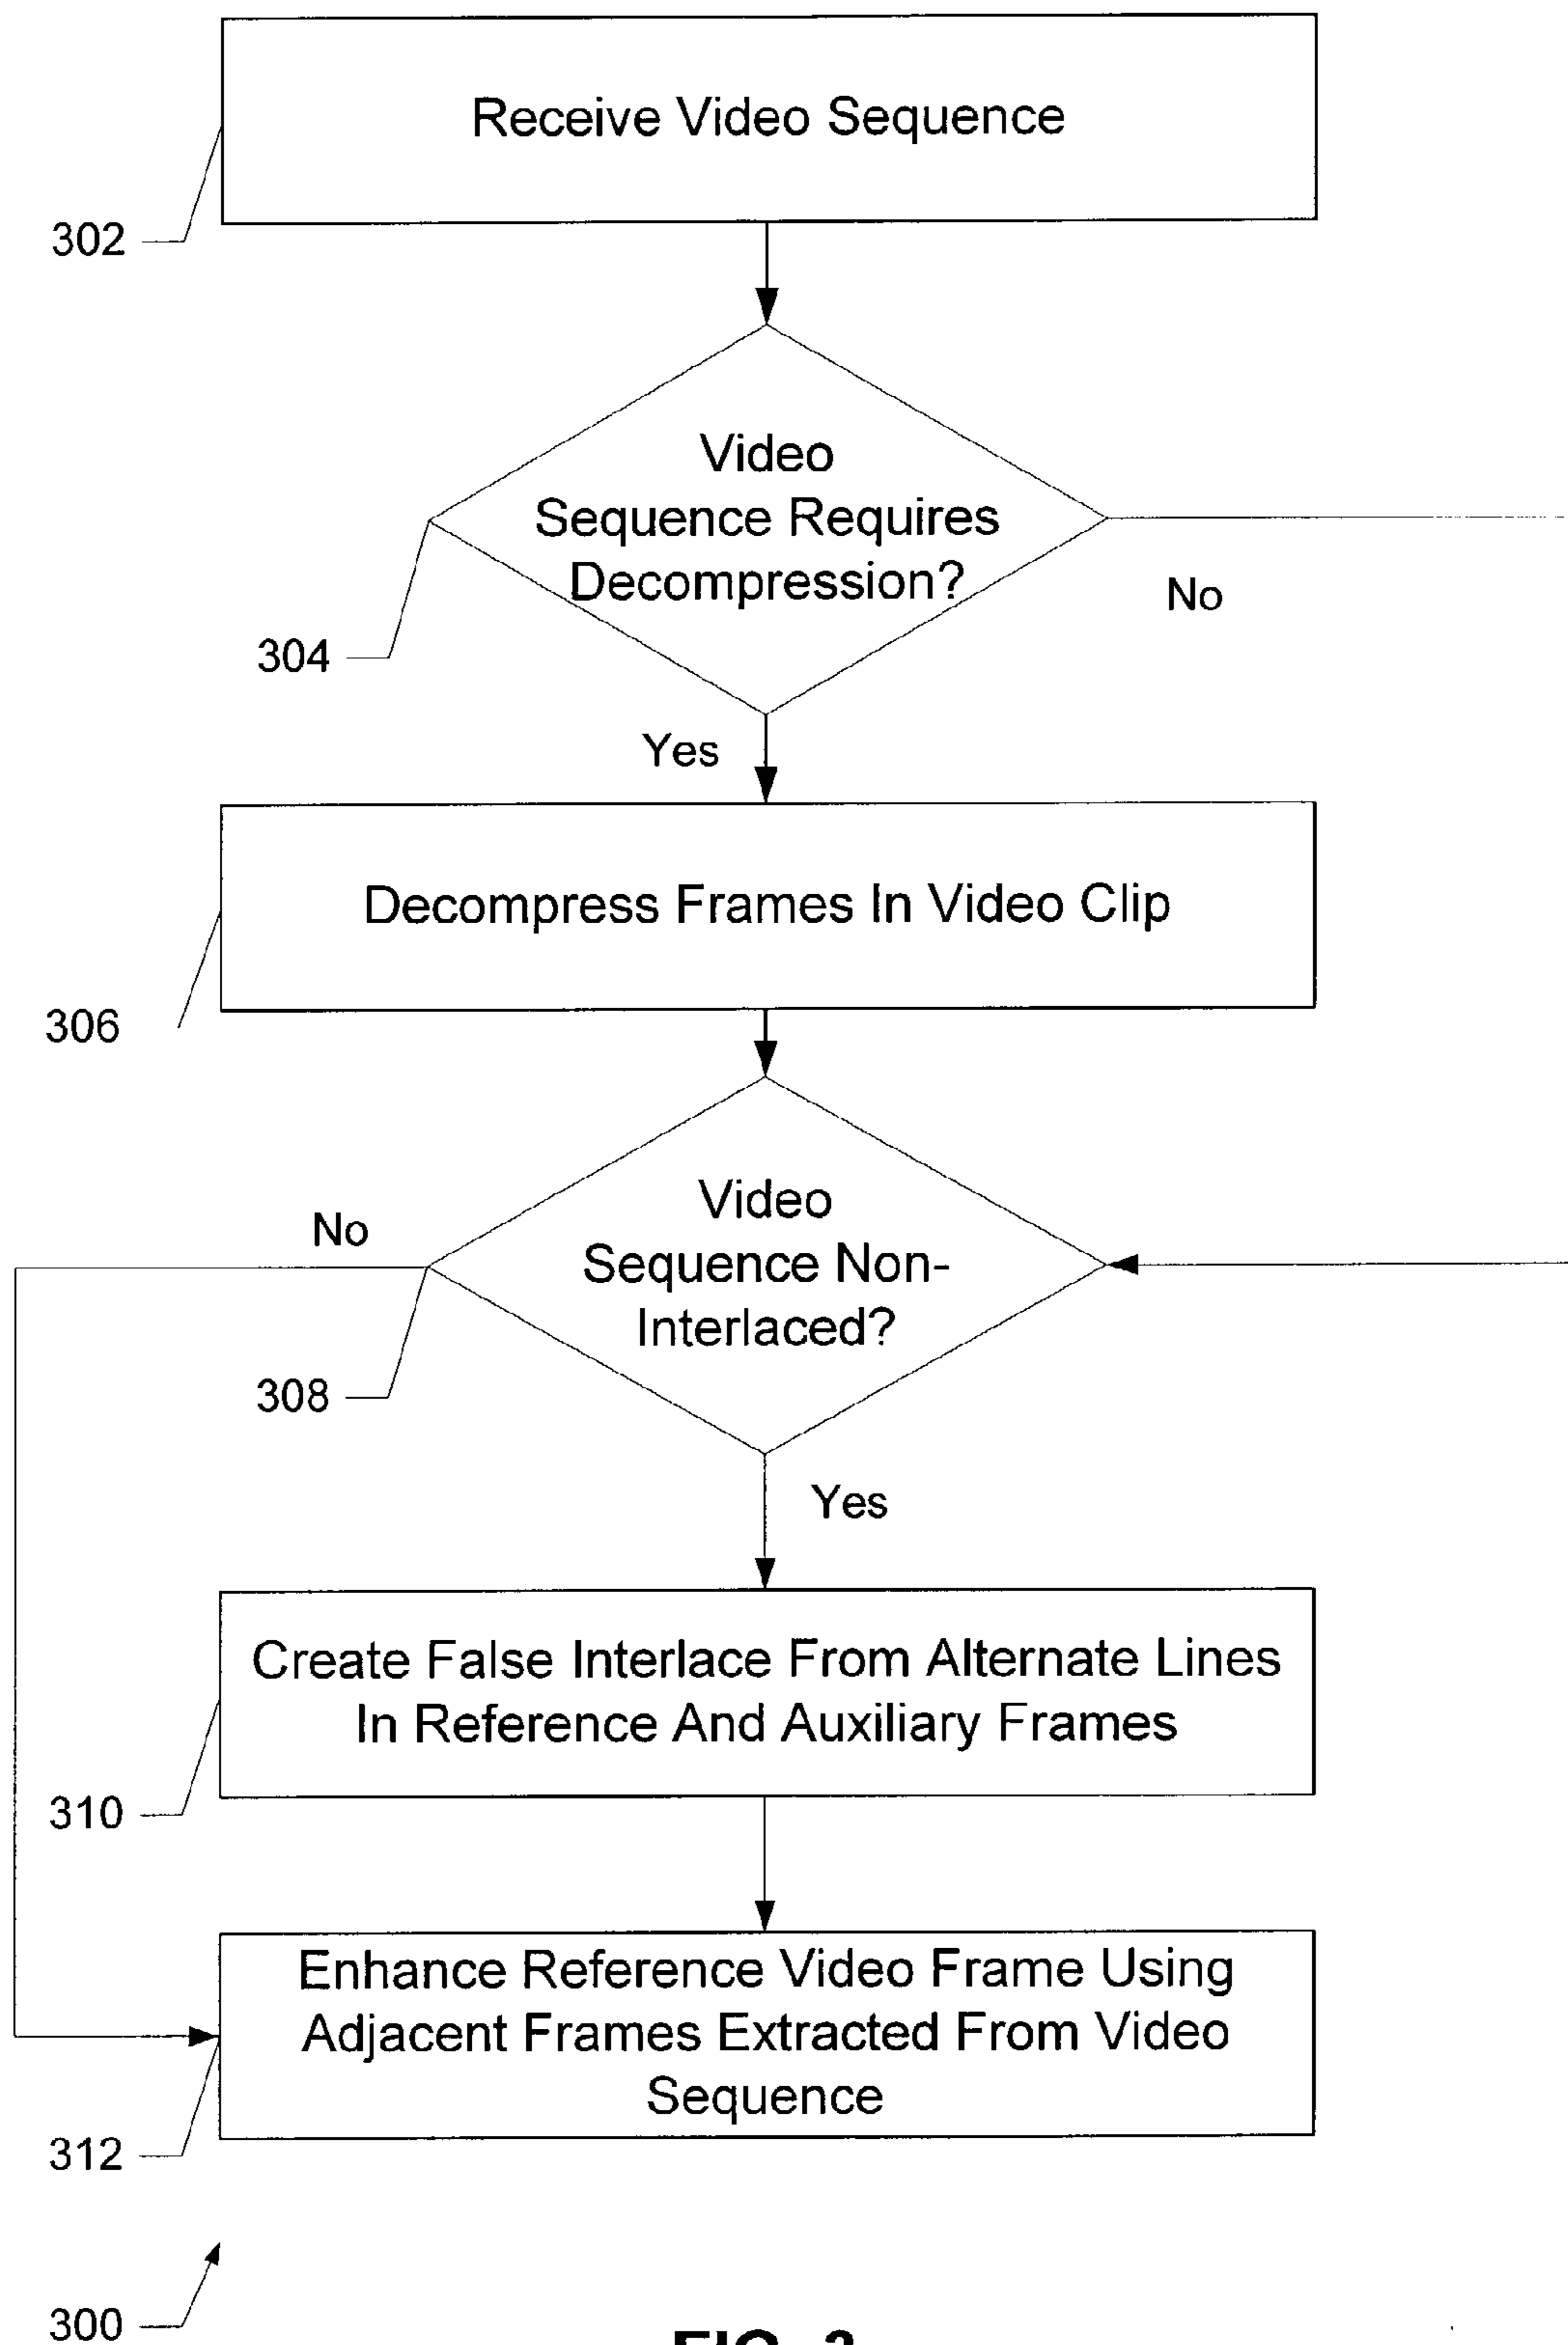 Receive Video Sequence
302
Video
Sequence Requires
Decompression?
No
304
Yes
Decompress Frames In Video Clip
306
Video
Sequence Non-
Interlaced?
No
308
Yes
Create False Interlace From Alternate Lines
In Reference And Auxiliary Frames
310
Enhance Reference Video Frame Using
Adjacent Frames Extracted From Video
Sequence
312
300
FIG. 3